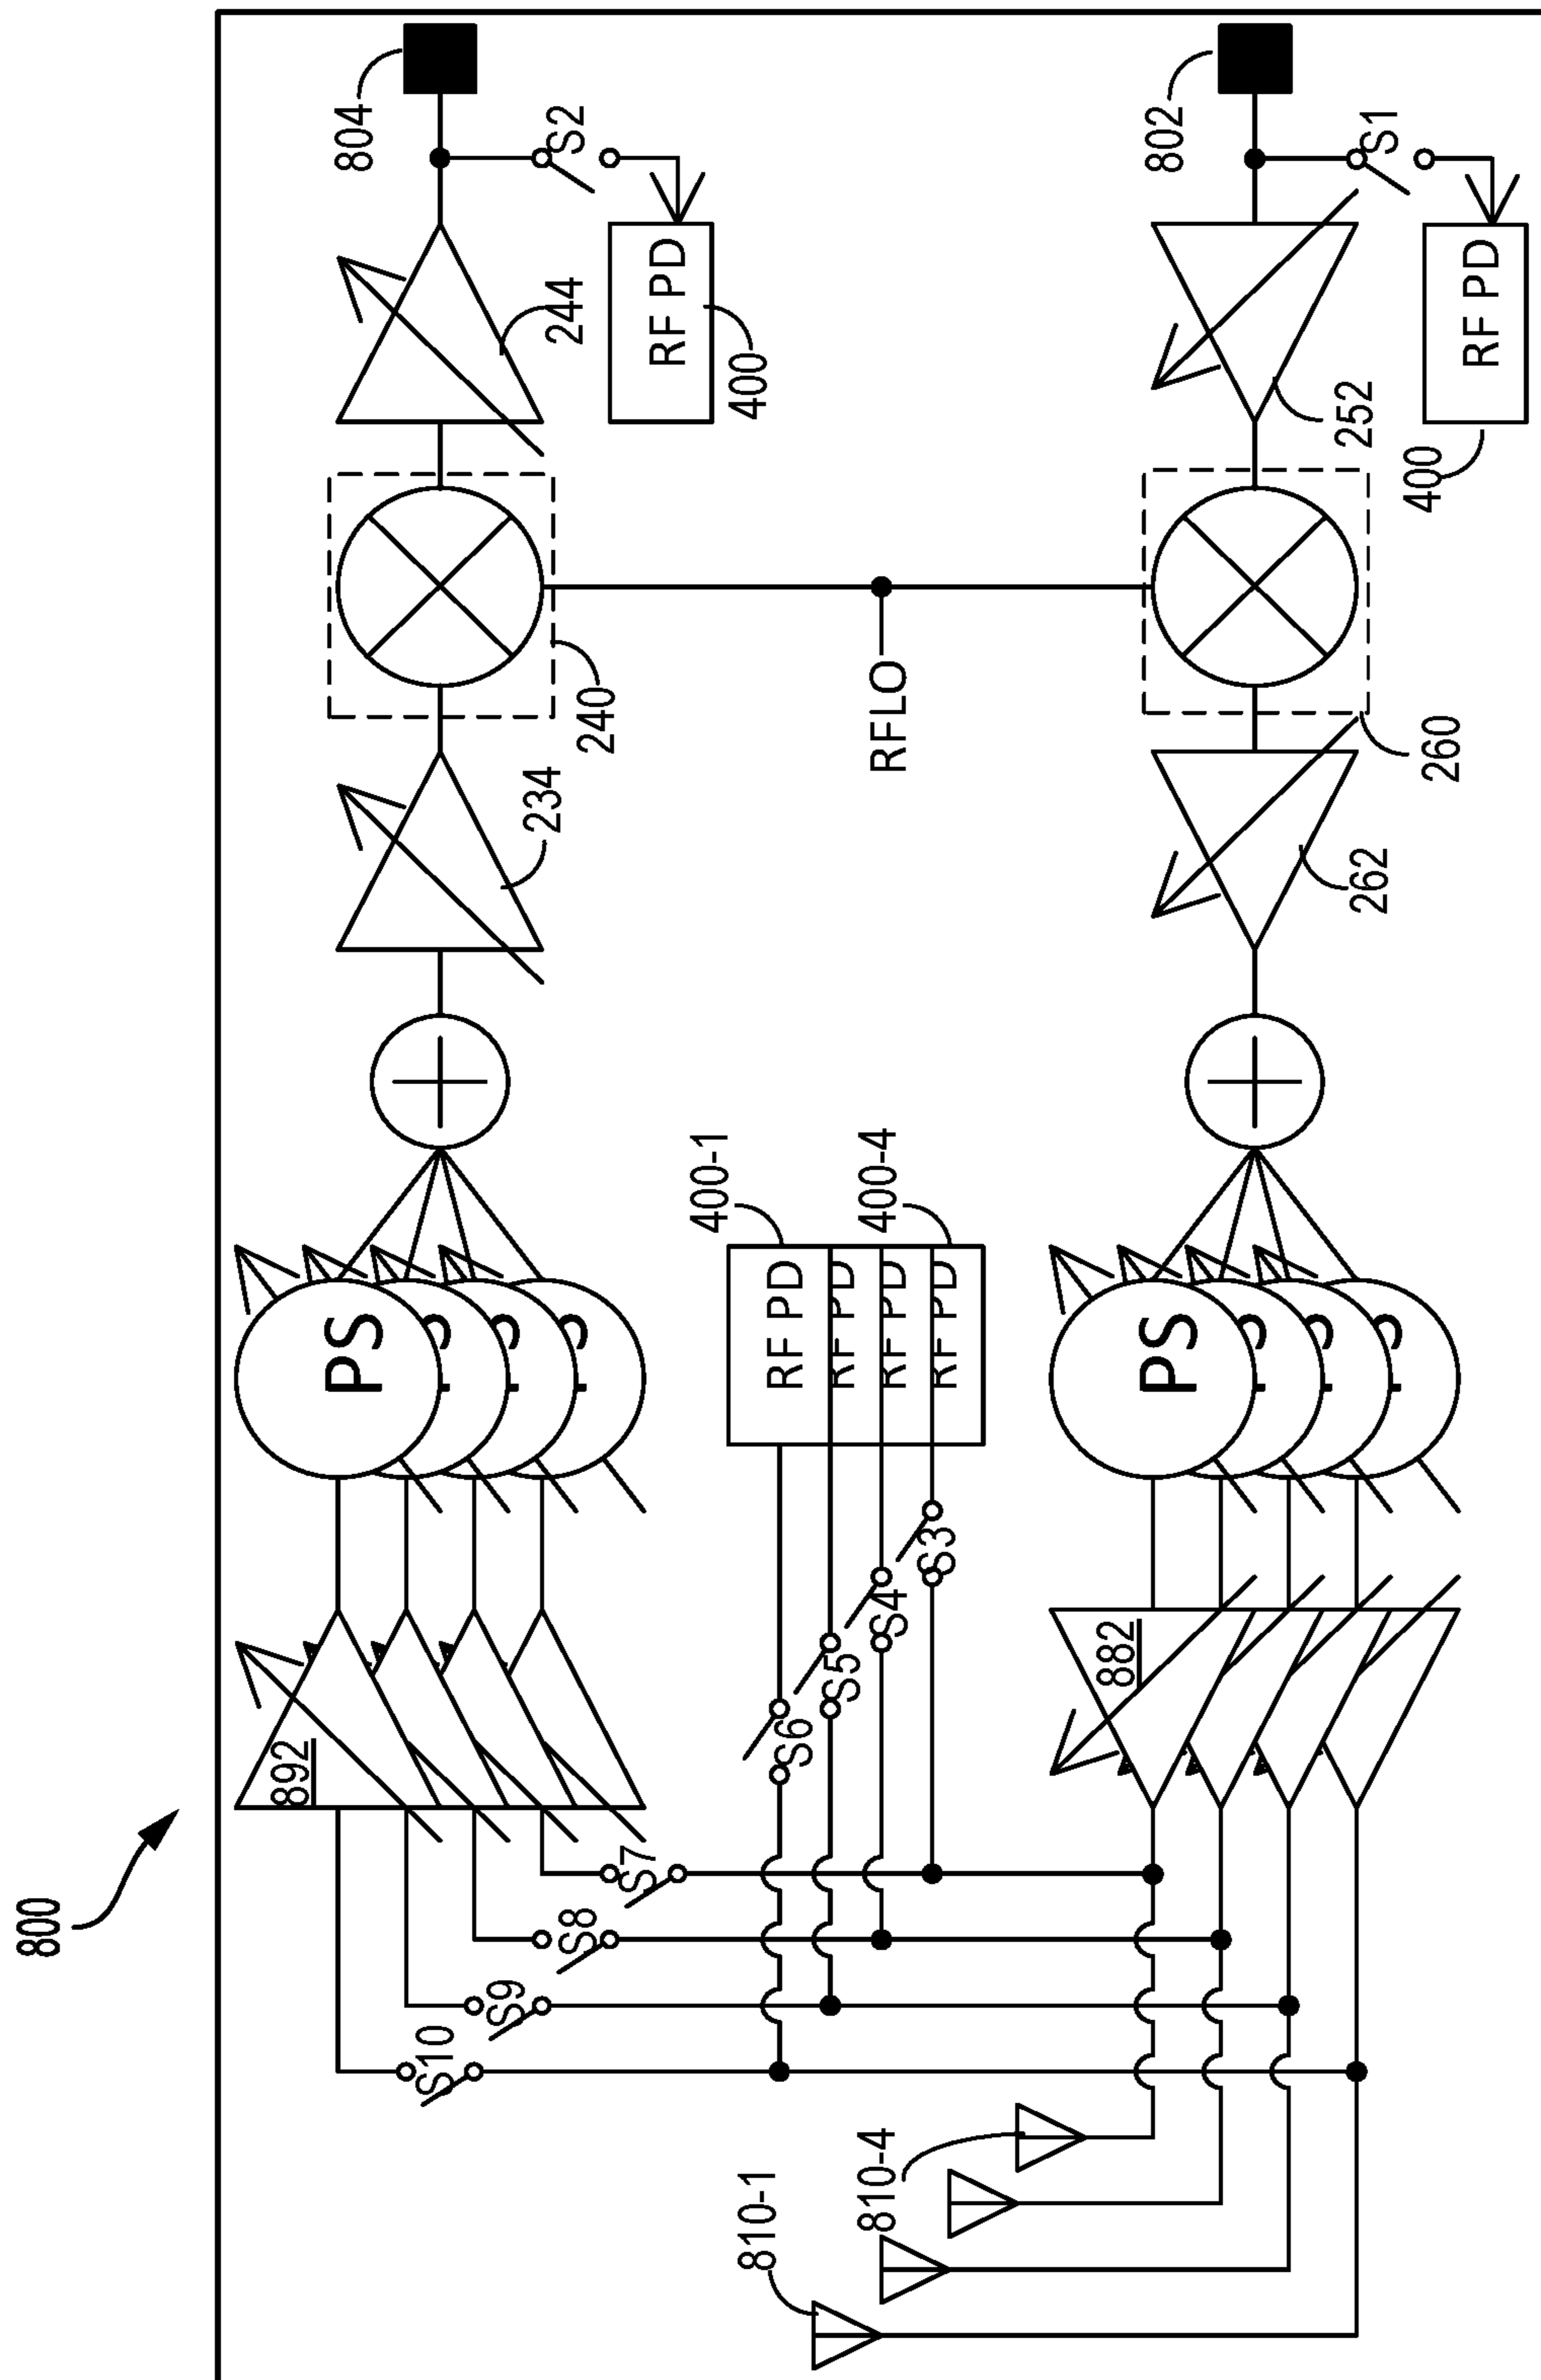 800
804
S2
244
RF PD
400
240
234
PS
S
S
S
892
802
S1
252
RF PD
400
RFLO
260
262
400-1
400-4
RF PD
RF PD
RF PD
RF PD
S3
S4
S5
S6
S7
S8
S9
S10
PS
S
S
S
882
810-1
810-4